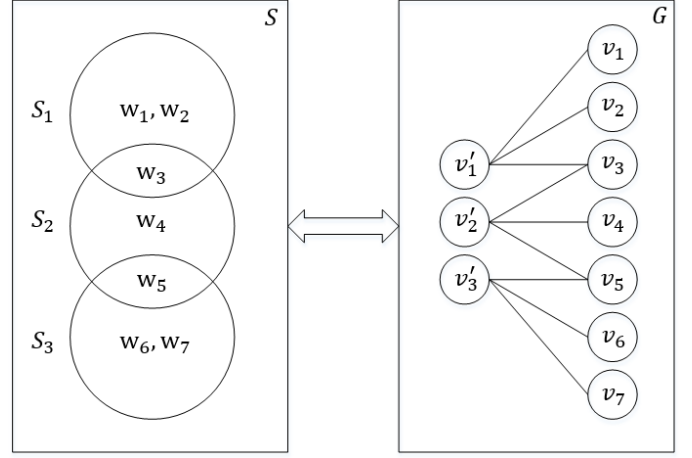 S
S₁
w₁, w₂
w₃
S₂
w₄
w₅
S₃
w₆, w₇
G
v₁
v₂
v′₁
v₃
v′₂
v₄
v′₃
v₅
v₆
v₇